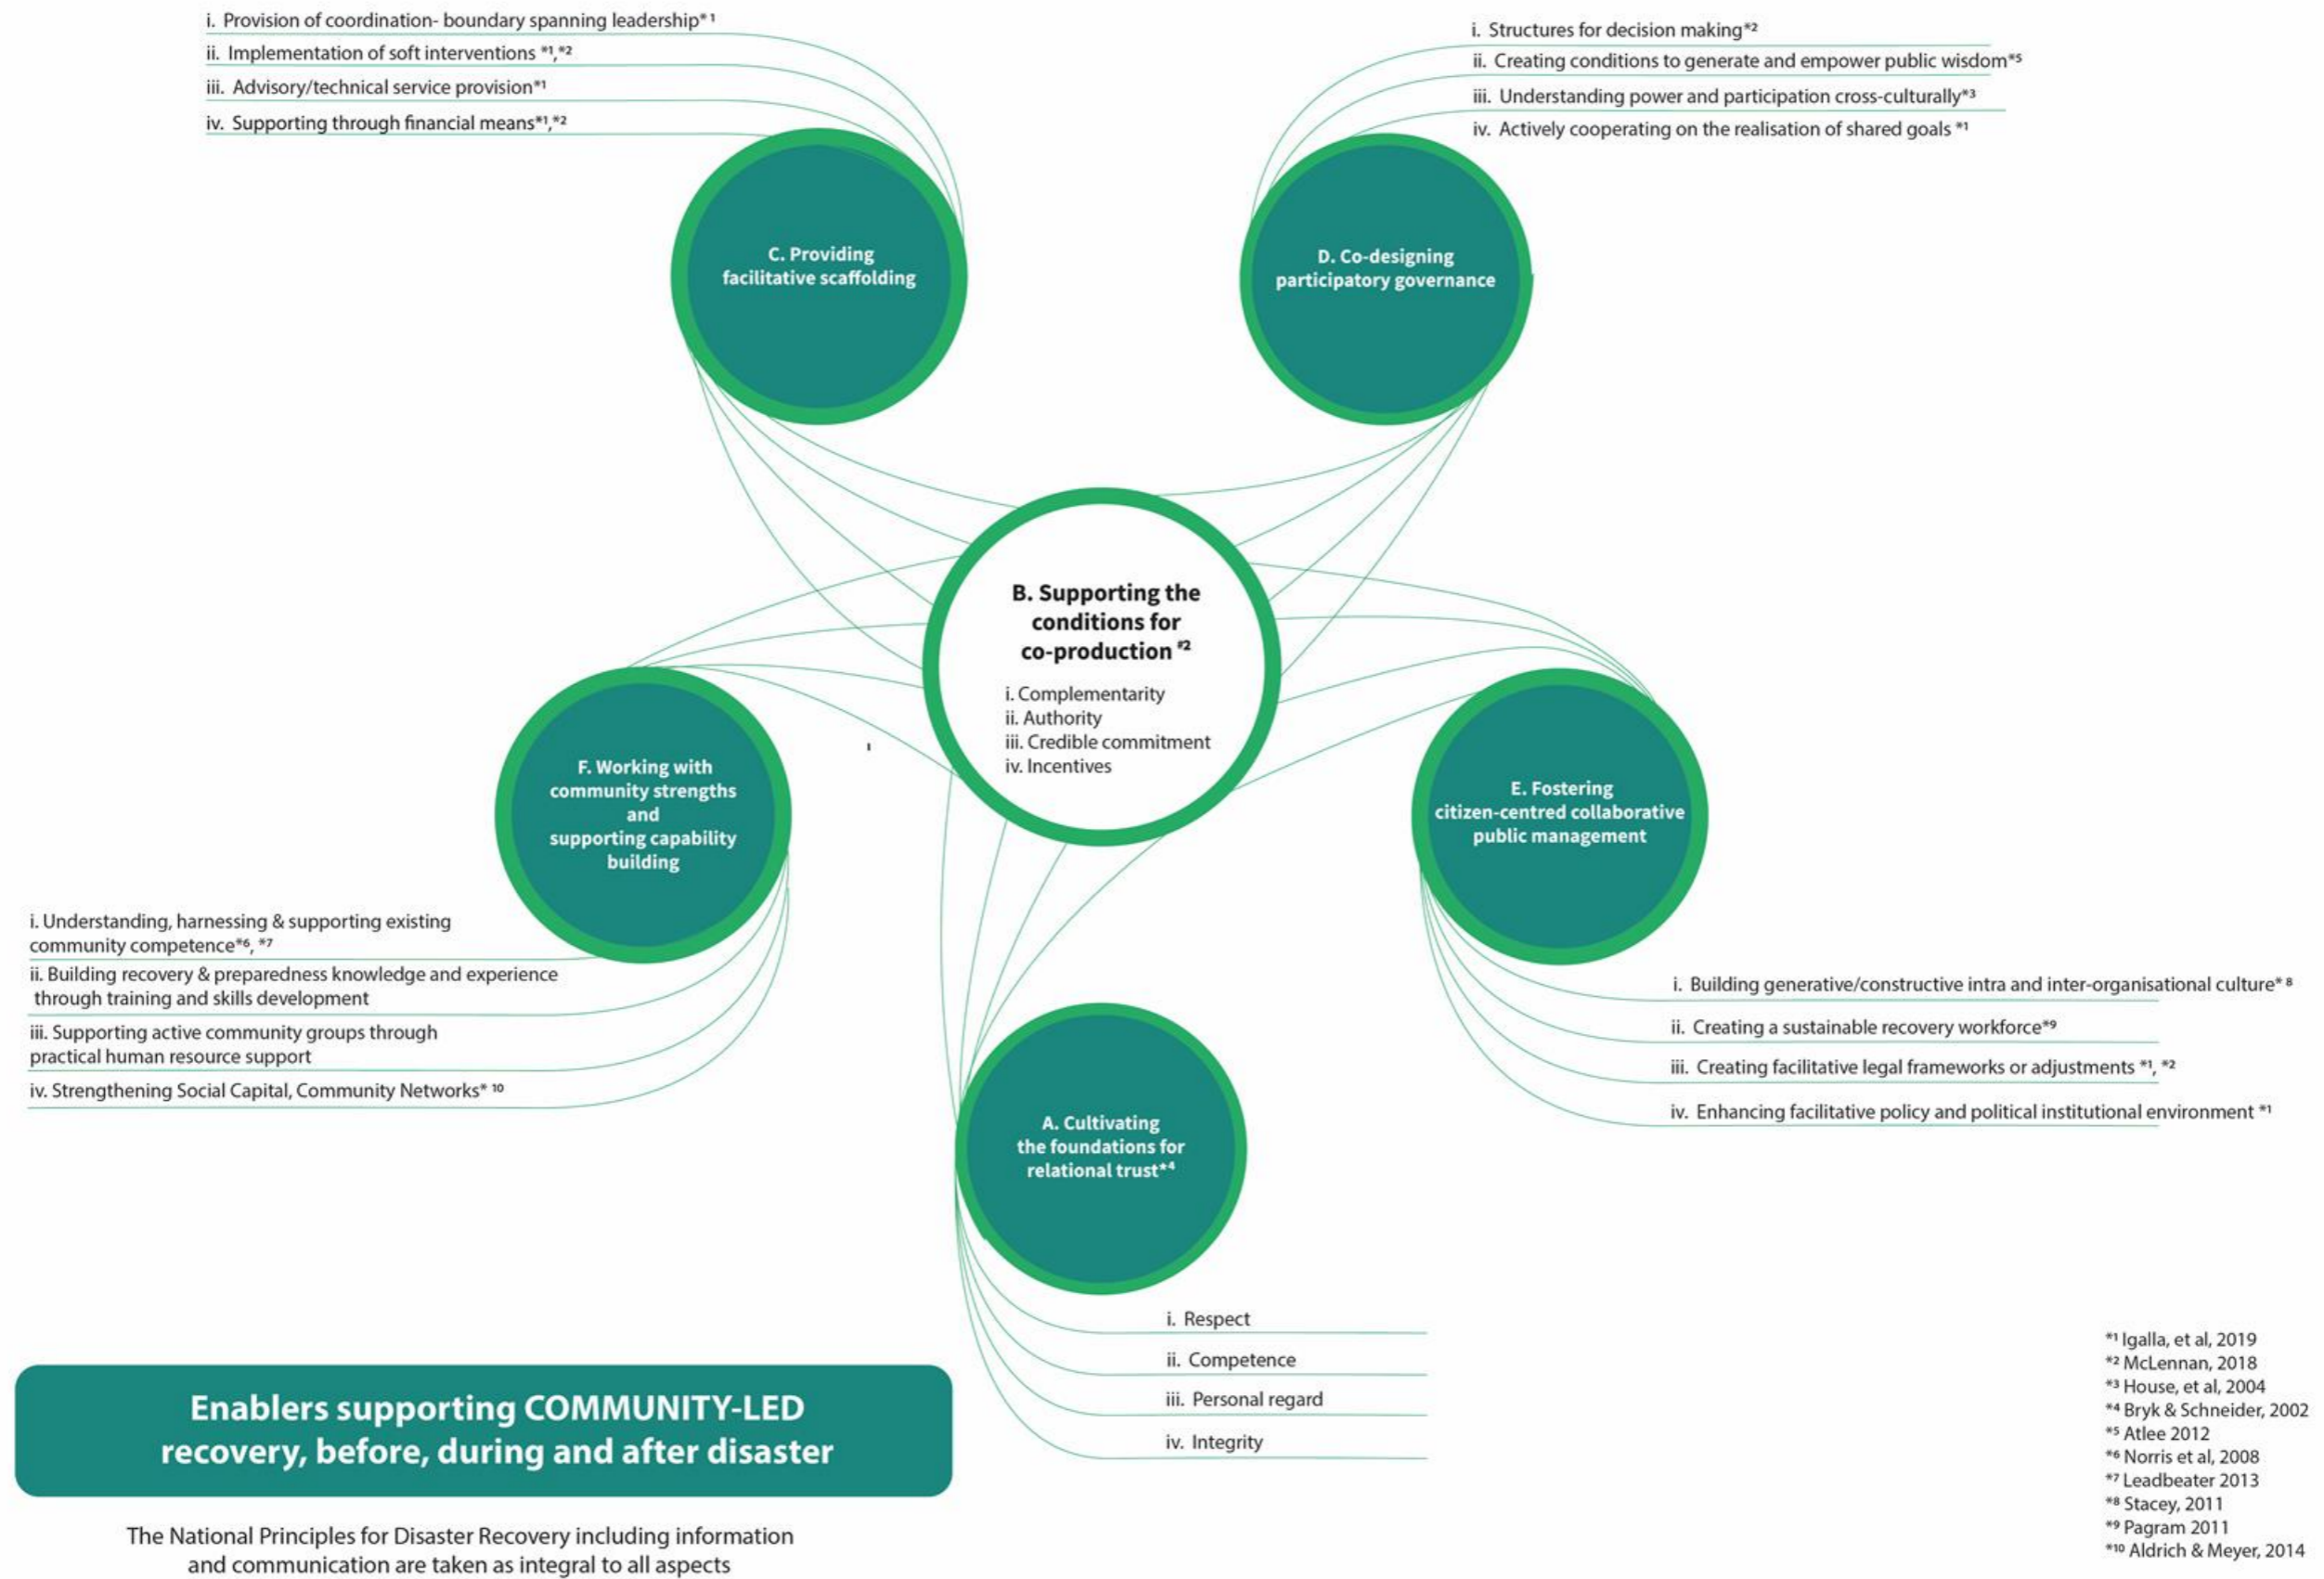 i. Provision of coordination- boundary spanning leadership*¹
ii. Implementation of soft interventions *¹,*²
iii. Advisory/technical service provision*¹
iv. Supporting through financial means*¹,*²
i. Structures for decision making*²
ii. Creating conditions to generate and empower public wisdom*⁵
iii. Understanding power and participation cross-culturally*³
iv. Actively cooperating on the realisation of shared goals *¹
C. Providing
facilitative scaffolding
D. Co-designing
participatory governance
B. Supporting the
conditions for
co-production *²
i. Complementarity
ii. Authority
iii. Credible commitment
iv. Incentives
F. Working with
community strengths
and
supporting capability
building
E. Fostering
citizen-centred collaborative
public management
i. Understanding, harnessing & supporting existing
community competence*⁶, *⁷
ii. Building recovery & preparedness knowledge and experience
through training and skills development
iii. Supporting active community groups through
practical human resource support
iv. Strengthening Social Capital, Community Networks* ¹⁰
i. Building generative/constructive intra and inter-organisational culture* ⁸
ii. Creating a sustainable recovery workforce*⁹
iii. Creating facilitative legal frameworks or adjustments *¹, *²
iv. Enhancing facilitative policy and political institutional environment *¹
A. Cultivating
the foundations for
relational trust*⁴
i. Respect
ii. Competence
iii. Personal regard
iv. Integrity
Enablers supporting COMMUNITY-LED
recovery, before, during and after disaster
The National Principles for Disaster Recovery including information
and communication are taken as integral to all aspects
*¹ Igalla, et al, 2019
*² McLennan, 2018
*³ House, et al, 2004
*⁴ Bryk & Schneider, 2002
*⁵ Atlee 2012
*⁶ Norris et al, 2008
*⁷ Leadbeater 2013
*⁸ Stacey, 2011
*⁹ Pagram 2011
*¹⁰ Aldrich & Meyer, 2014